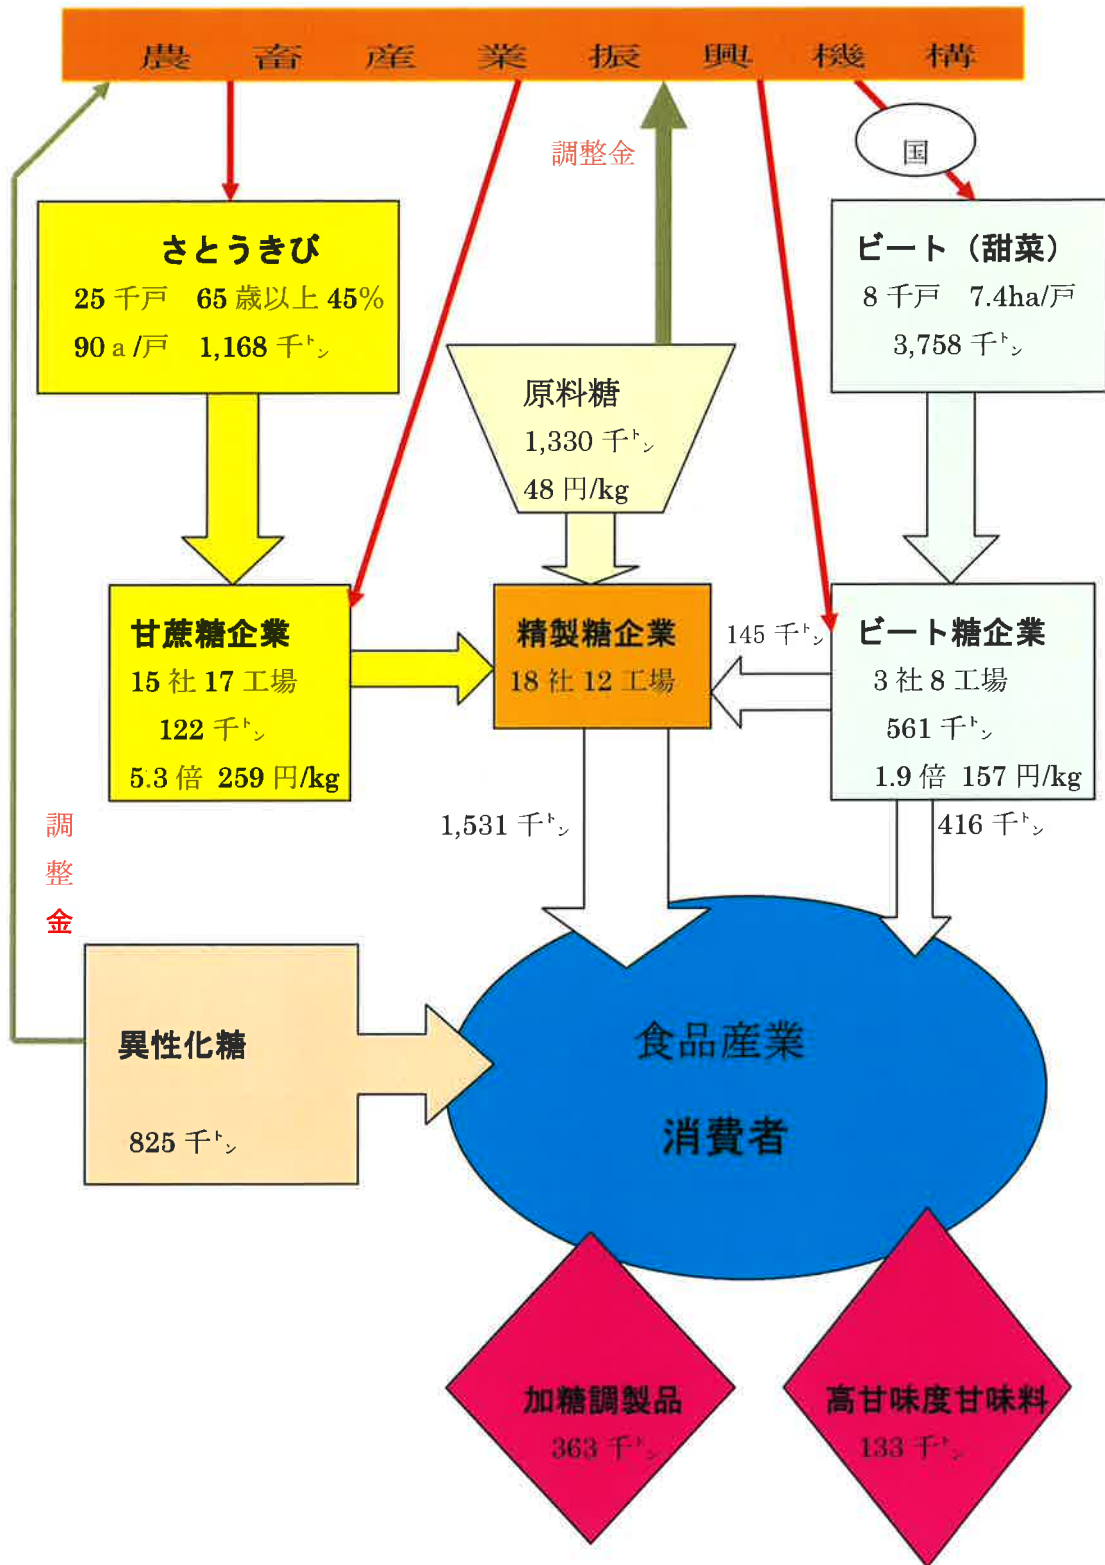 農畜産業振興機構
調整金
国
さとうきび
25千戸 65歳以上45%
90a/戸 1,168千㌧
ビート（甜菜）
8千戸 7.4ha/戸
3,758千㌧
原料糖
1,330千㌧
48円/kg
甘蔗糖企業
15社17工場
122千㌧
5.3倍 259円/kg
精製糖企業
18社12工場
145千㌧
ビート糖企業
3社8工場
561千㌧
1.9倍 157円/kg
1,531千㌧
416千㌧
調
整
金
異性化糖
825千㌧
食品産業
消費者
加糖調製品
363千㌧
高甘味度甘味料
133千㌧